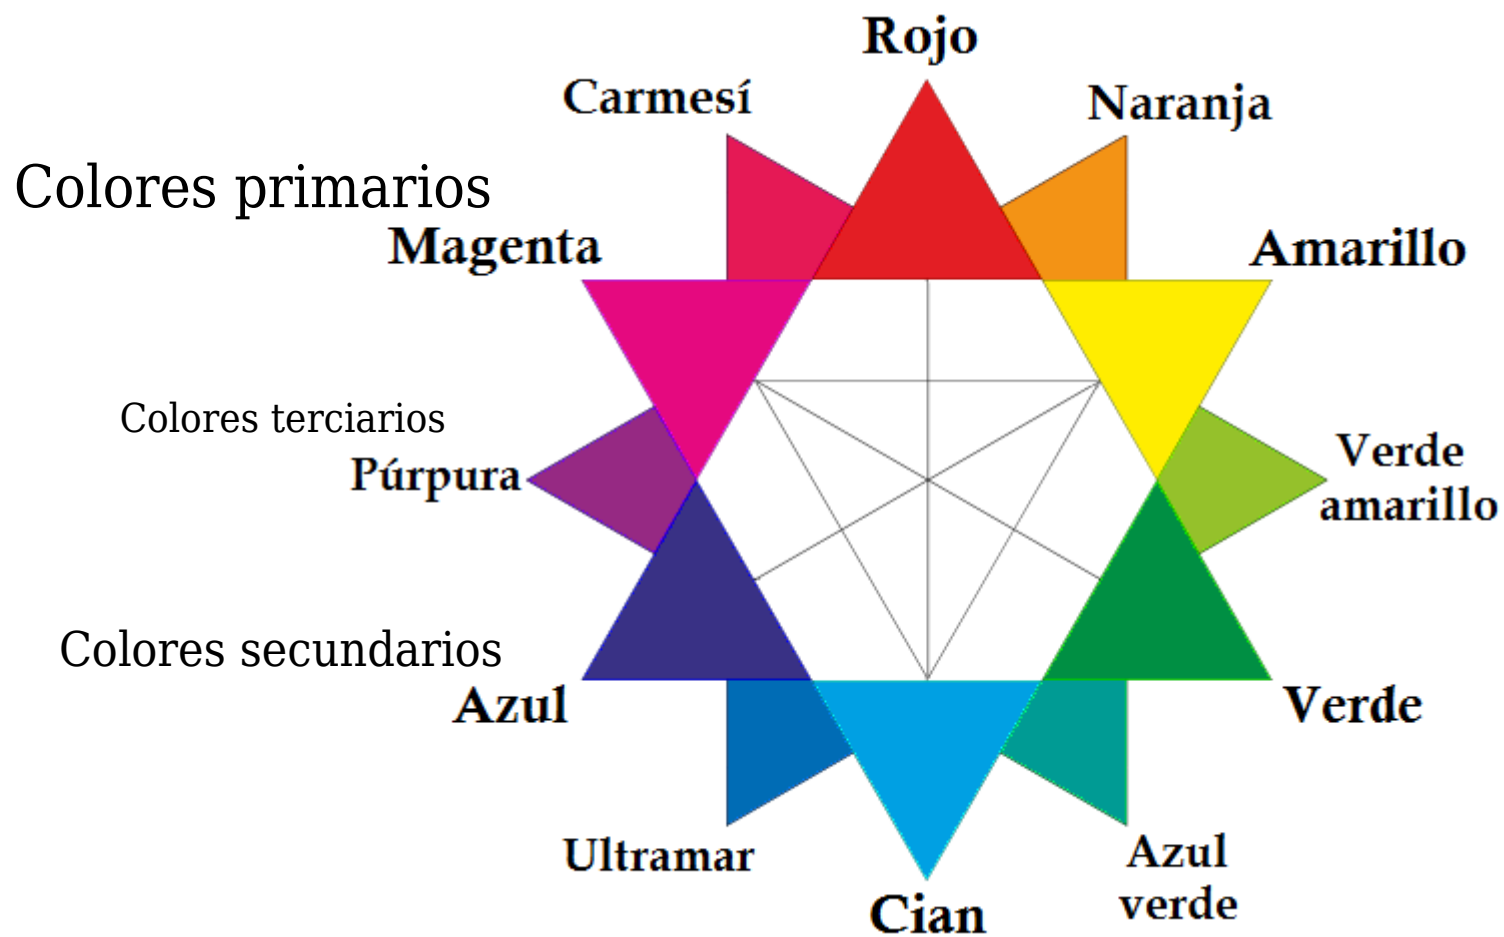 Rojo
Carmesí
Naranja
Colores primarios
Magenta
Amarillo
Colores terciarios
Púrpura
Verde
amarillo
Colores secundarios
Azul
Verde
Ultramar
Azul
verde
Cian